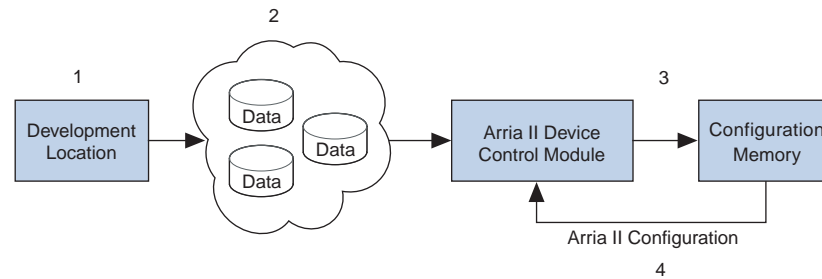 1
2
3
Development
Location
Data
Data
Data
Arria II Device
Control Module
Configuration
Memory
Arria II Configuration
4